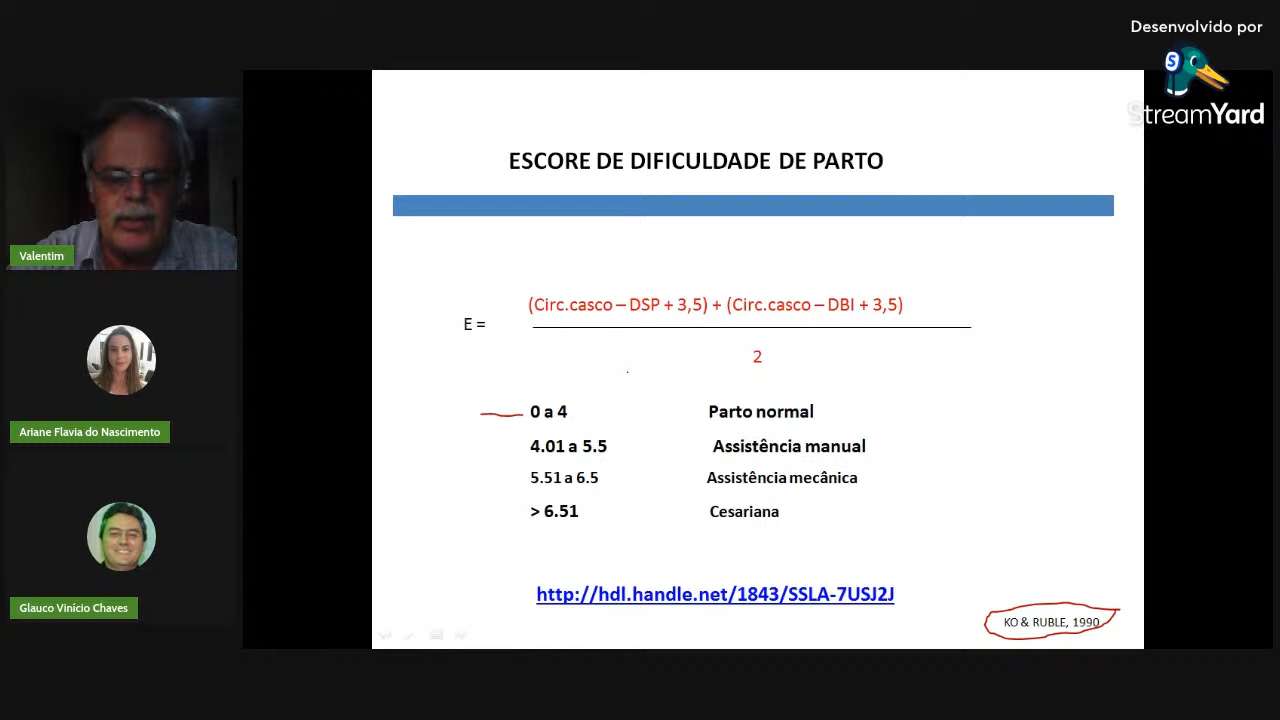 Desenvolvido por
StreamYard
ESCORE DE DIFICULDADE DE PARTO
E =
(Circ.casco – DSP + 3,5) + (Circ.casco – DBI + 3,5)
2
0 a 4 Parto normal
4.01 a 5.5 Assistência manual
5.51 a 6.5 Assistência mecânica
> 6.51 Cesariana
http://hdl.handle.net/1843/SSLA-7USJ2J
KO & RUBLE, 1990
Valentim
Ariane Flavia do Nascimento
Glauco Vinício Chaves